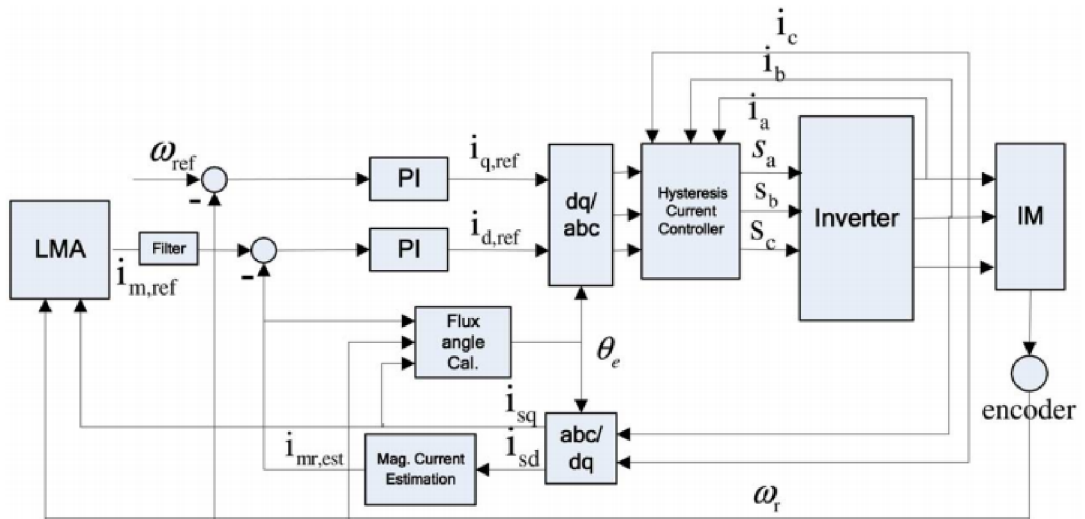 i_c
i_b
i_a
ω_ref
-
PI
i_q,ref
dq/
abc
Hysteresis
Current
Controller
s_a
s_b
S_c
Inverter
IM
LMA
i_m,ref
Filter
-
PI
i_d,ref
Flux
angle
Cal.
θ_e
encoder
i_sq
abc/
dq
i_mr,est
Mag. Current
Estimation
i_sd
ω_r